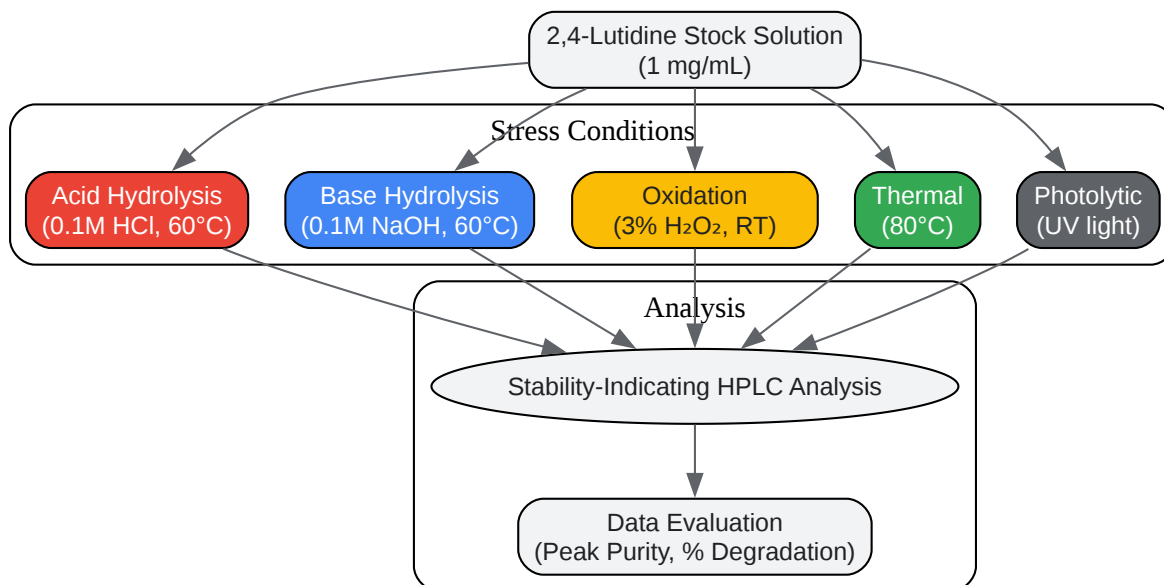 2,4-Lutidine Stock Solution
(1 mg/mL)
Stress Conditions
Acid Hydrolysis
(0.1M HCl, 60°C)
Base Hydrolysis
(0.1M NaOH, 60°C)
Oxidation
(3% H₂O₂, RT)
Thermal
(80°C)
Photolytic
(UV light)
Analysis
Stability-Indicating HPLC Analysis
Data Evaluation
(Peak Purity, % Degradation)